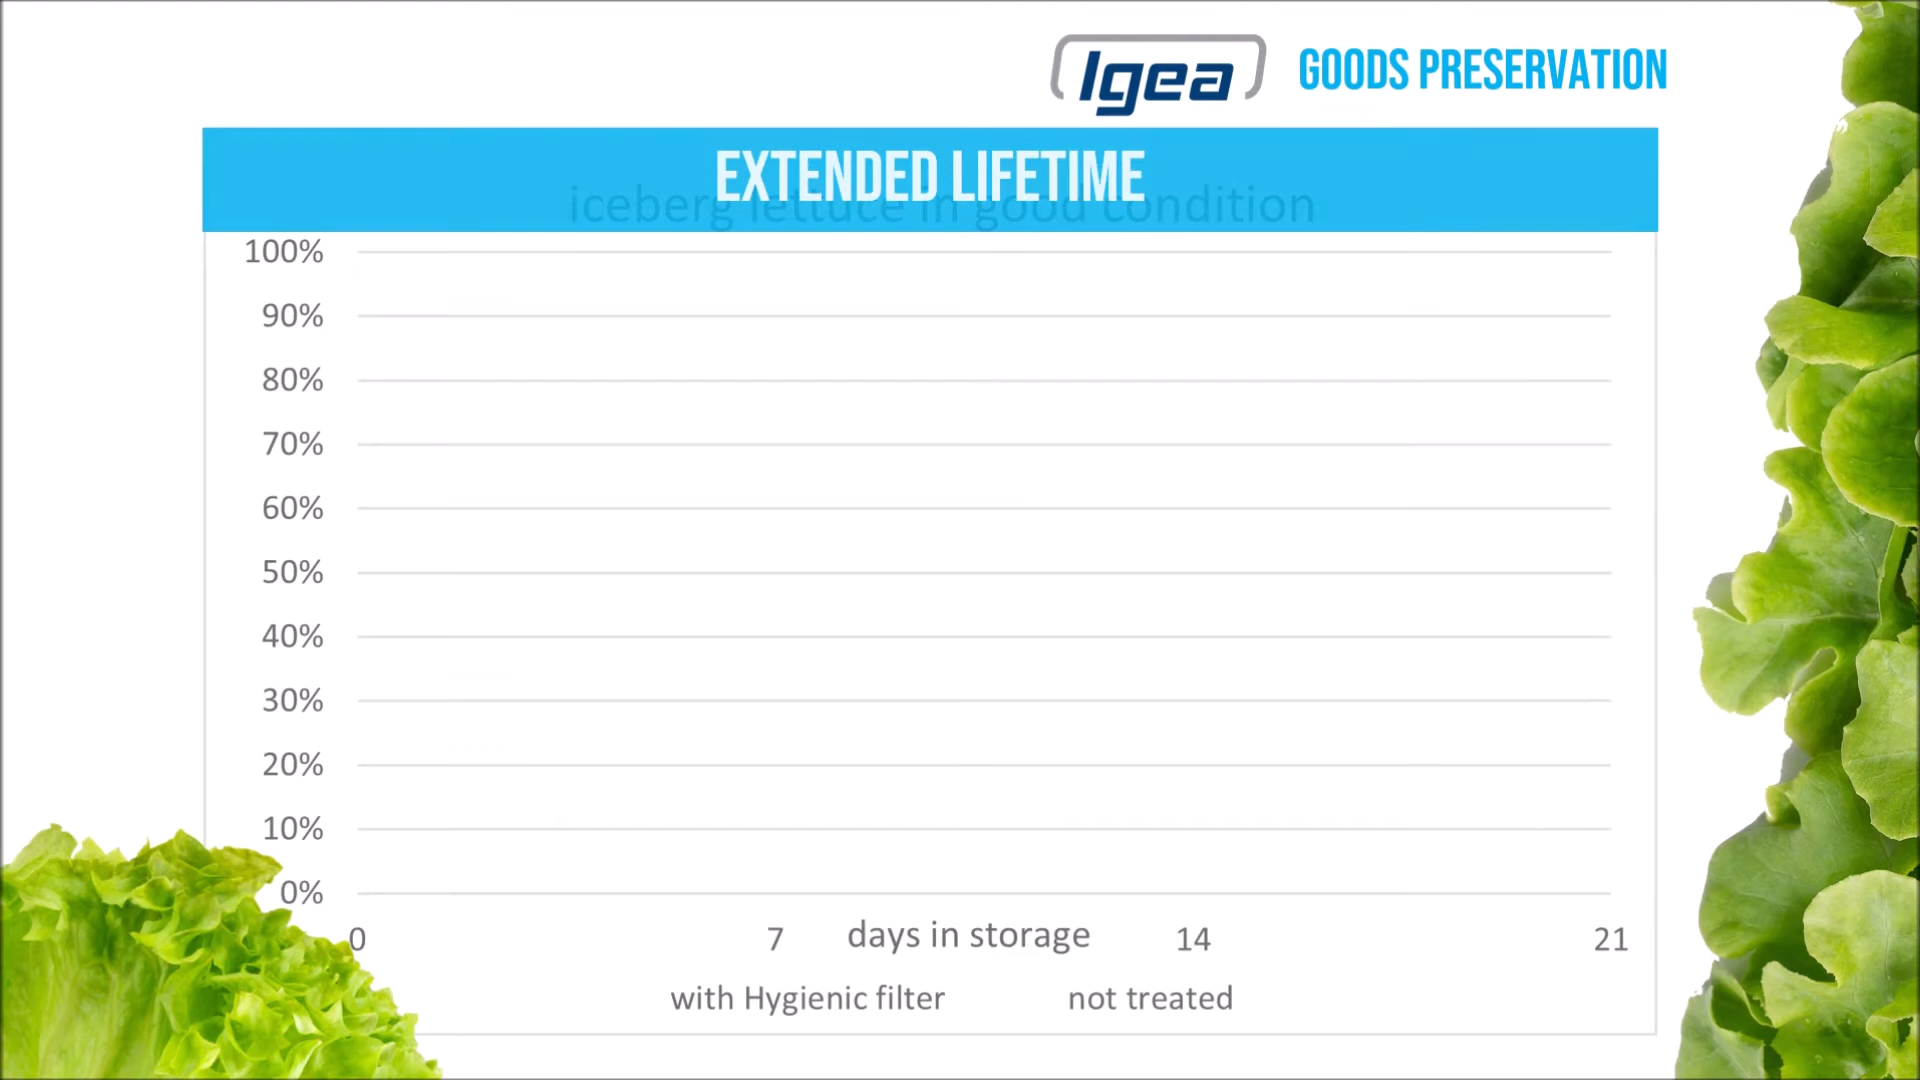 Igea GOODS PRESERVATION
EXTENDED LIFETIME
iceberg lettuce in good condition
100%
90%
80%
70%
60%
50%
40%
30%
20%
10%
0%
0 7 14 21
days in storage
with Hygienic filter not treated